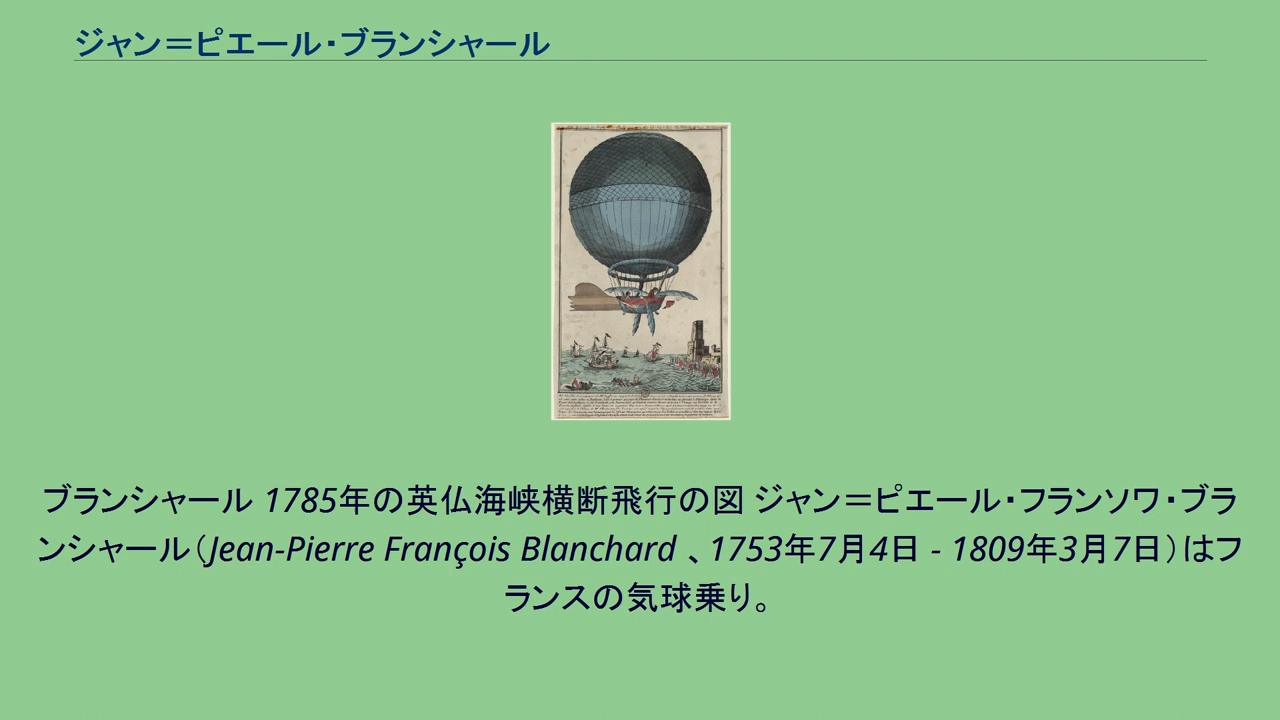 ジャン＝ピエール・ブランシャール
ブランシャール 1785年の英仏海峡横断飛行の図 ジャン＝ピエール・フランソワ・ブラ
ンシャール（Jean-Pierre François Blanchard 、1753年7月4日 - 1809年3月7日）はフ
ランスの気球乗り。